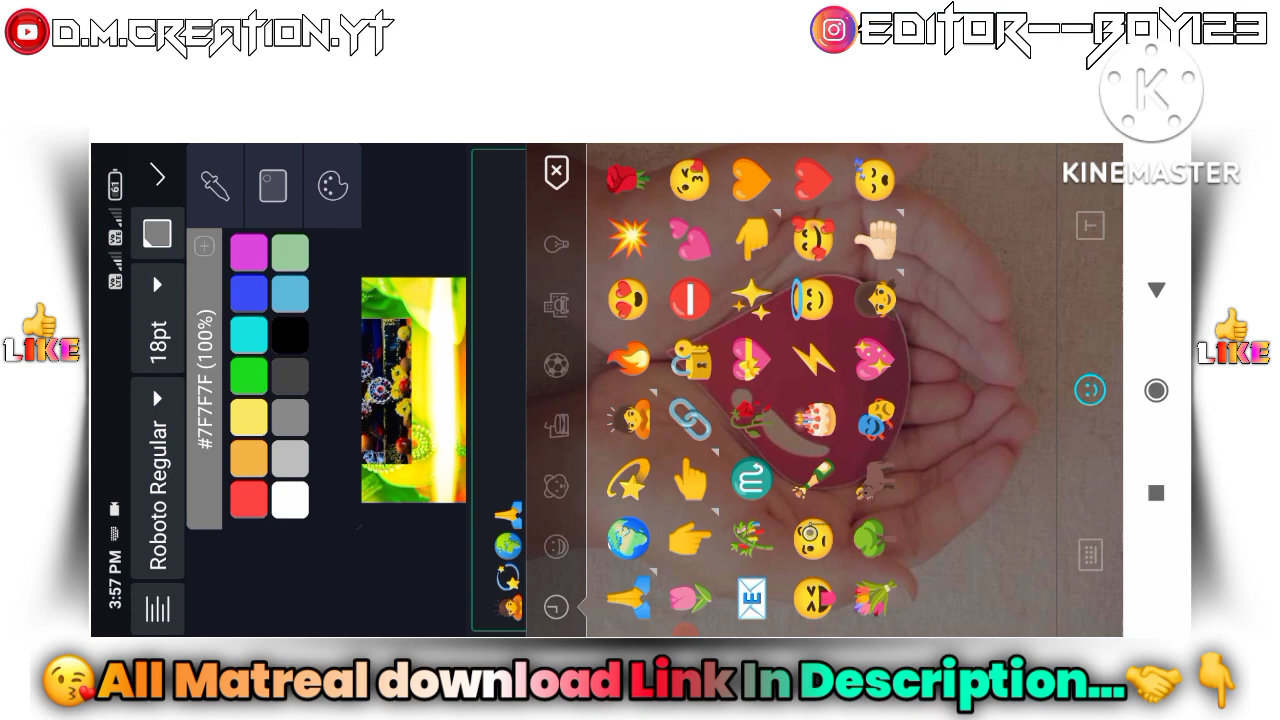 D.M.CREATION.YT
EDITOR---BOY123
KINEMASTER
LIKE
LIKE
3:57 PM
61
Roboto Regular
18pt
#7F7F7F (100%)
All Matreal download Link In Description...